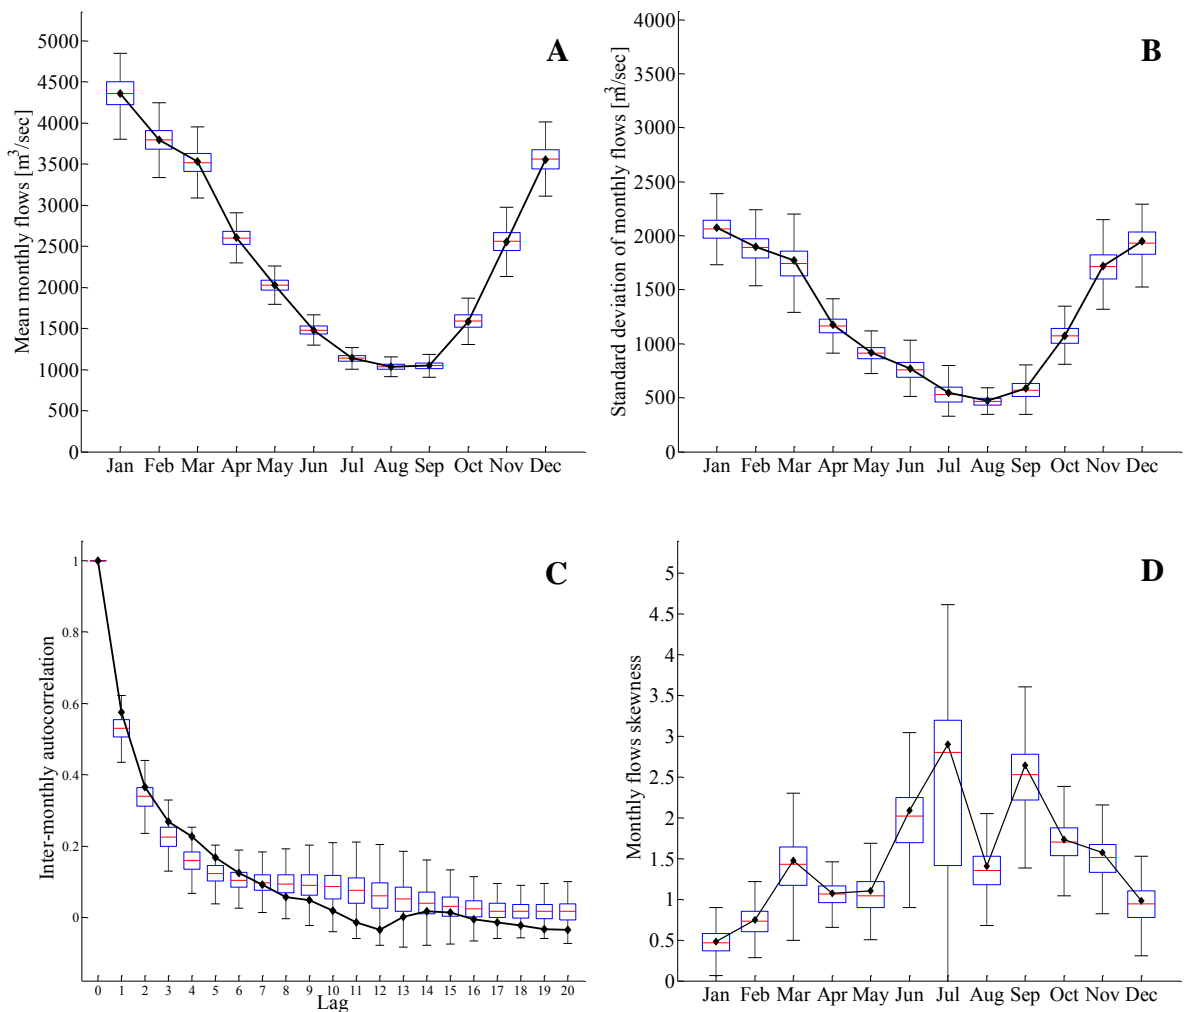 A
Mean monthly flows [m³/sec]
5000
4500
4000
3500
3000
2500
2000
1500
1000
500
0
Jan Feb Mar Apr May Jun Jul Aug Sep Oct Nov Dec
B
Standard deviation of monthly flows [m³/sec]
4000
3500
3000
2500
2000
1500
1000
500
0
Jan Feb Mar Apr May Jun Jul Aug Sep Oct Nov Dec
C
Inter-monthly autocorrelation
1
0.8
0.6
0.4
0.2
0
0 1 2 3 4 5 6 7 8 9 10 11 12 13 14 15 16 17 18 19 20
Lag
D
Monthly flows skewness
5
4.5
4
3.5
3
2.5
2
1.5
1
0.5
0
Jan Feb Mar Apr May Jun Jul Aug Sep Oct Nov Dec